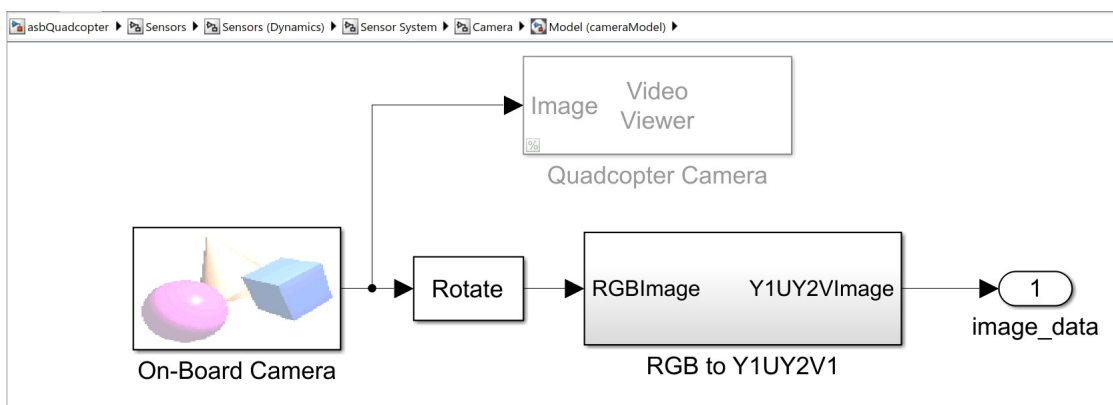 asbQuadcopter ▶ Sensors ▶ Sensors (Dynamics) ▶ Sensor System ▶ Camera ▶ Model (cameraModel) ▶
Image
Video
Viewer
%
Quadcopter Camera
Rotate
RGBImage
Y1UY2VImage
1
image_data
On-Board Camera
RGB to Y1UY2V1